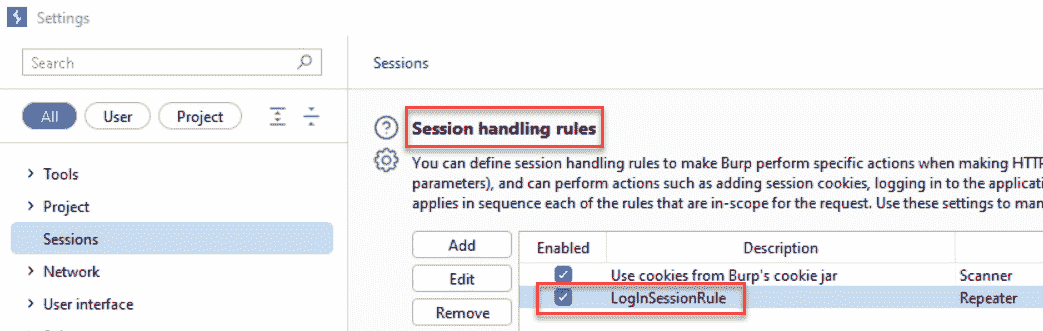 Settings
Search
Sessions
All
User
Project
Session handling rules
You can define session handling rules to make Burp perform specific actions when making HTTP
parameters), and can perform actions such as adding session cookies, logging in to the applicati
applies in sequence each of the rules that are in-scope for the request. Use these settings to mar
Tools
Project
Sessions
Network
User interface
Add
Edit
Remove
Enabled
Description
Use cookies from Burp's cookie jar
Scanner
LogInSessionRule
Repeater